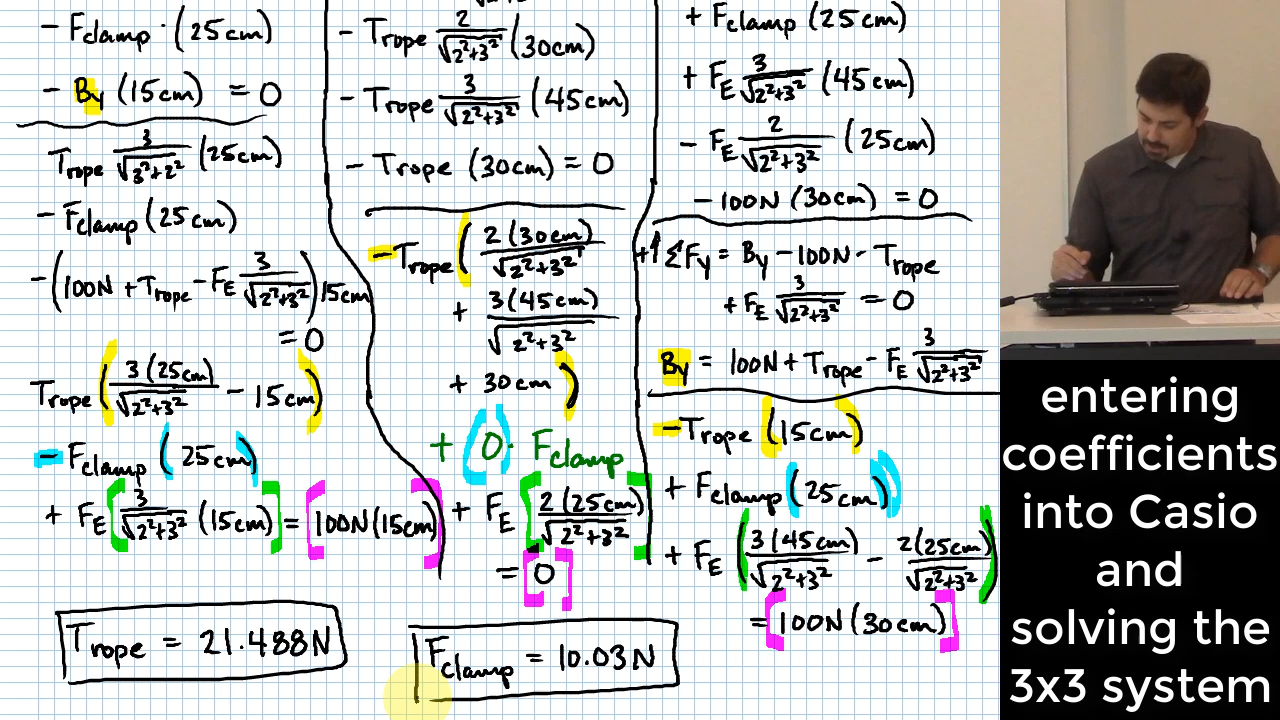 - Fclamp · (25cm)
- By (15cm) = 0
Trope 3/√(3²+2²) (25cm)
- Fclamp (25cm)
- (100N + Trope - FE 3/√(2²+3²)) 15cm
= 0
Trope (3(25cm)/√(2²+3²) - 15cm)
- Fclamp (25cm)
+ FE [3/√(2²+3²) (15cm)] = [100N(15cm)]
Trope = 21.488N
- Trope 2/√(2²+3²) (30cm)
- Trope 3/√(2²+3²) (45cm)
- Trope (30cm) = 0
- Trope (2(30cm)/√(2²+3²)
+ 3(45cm)/√(2²+3²)
+ 30cm)
+ (0) · Fclamp
+ FE [2(25cm)/√(2²+3²)]
= [0]
Fclamp = 10.03N
+ Fclamp (25cm)
+ FE 3/√(2²+3²) (45cm)
- FE 2/√(2²+3²) (25cm)
- 100N (30cm) = 0
+↑ ΣFy = By - 100N - Trope
+ FE 3/√(2²+3²) = 0
By = 100N + Trope - FE 3/√(2²+3²)
- Trope (15cm)
+ Fclamp (25cm)
+ FE (3(45cm)/√(2²+3²) - 2(25cm)/√(2²+3²))
= [100N(30cm)]
entering
coefficients
into Casio
and
solving the
3x3 system